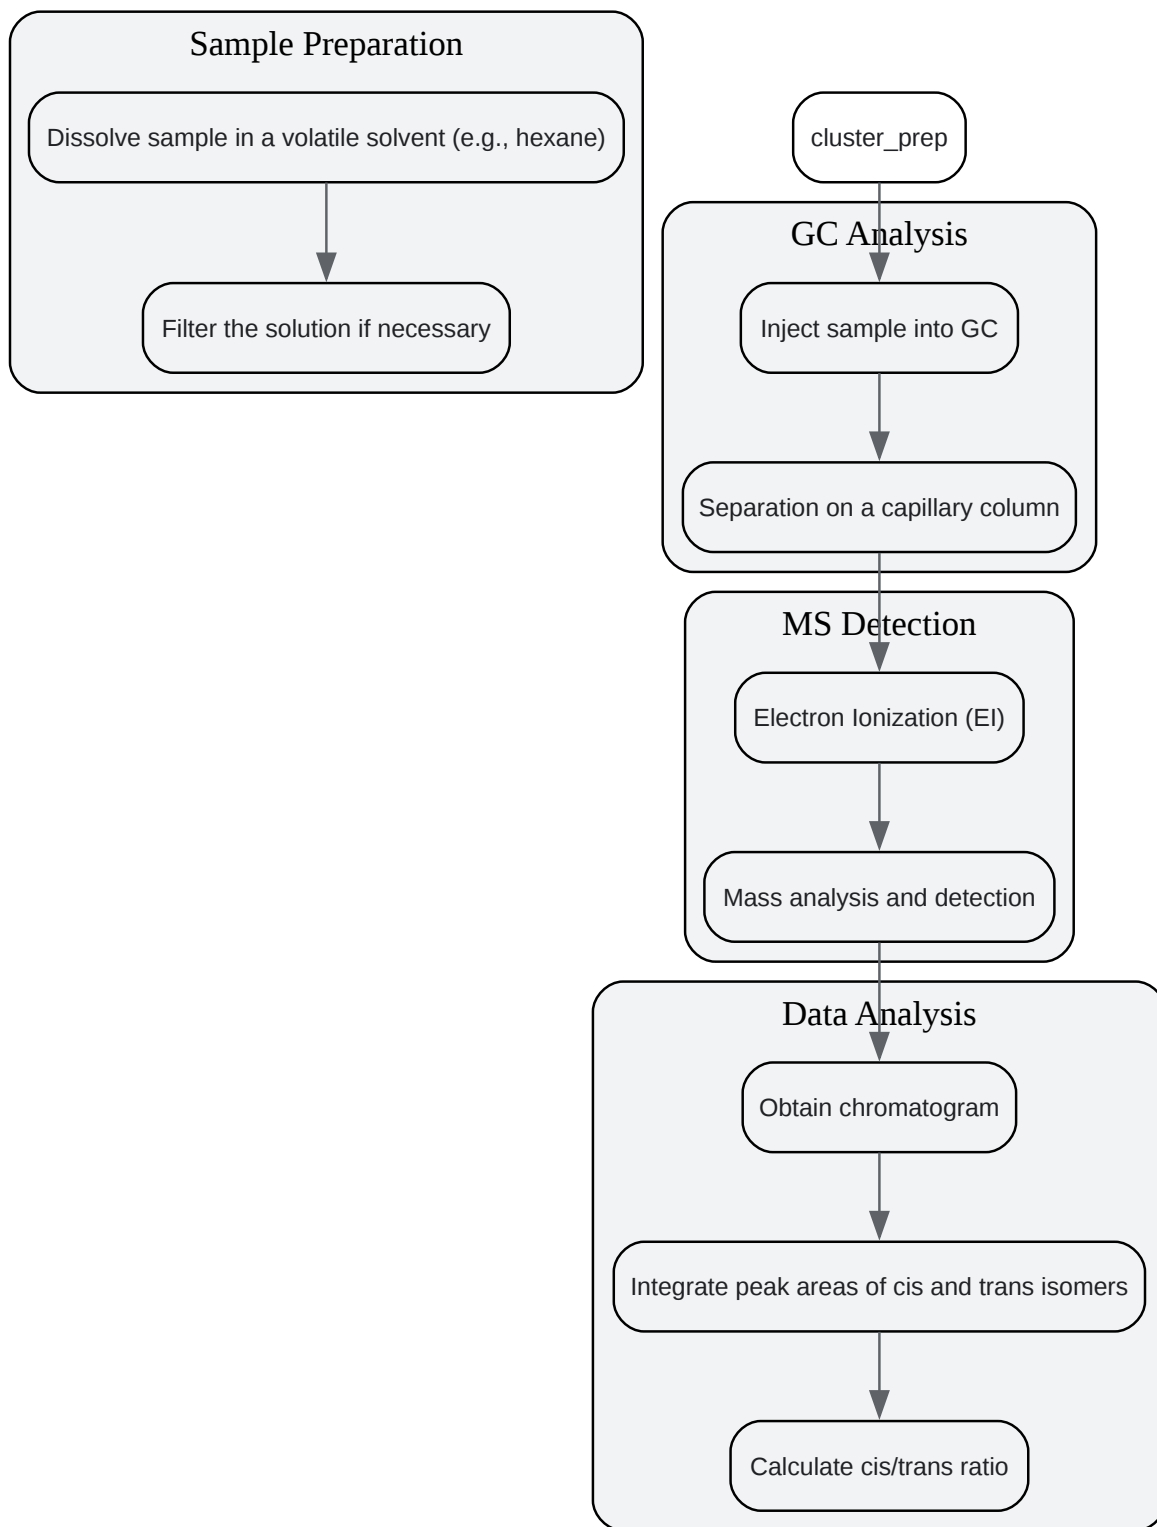 Sample Preparation
Dissolve sample in a volatile solvent (e.g., hexane)
Filter the solution if necessary
cluster_prep
GC Analysis
Inject sample into GC
Separation on a capillary column
MS Detection
Electron Ionization (EI)
Mass analysis and detection
Data Analysis
Obtain chromatogram
Integrate peak areas of cis and trans isomers
Calculate cis/trans ratio